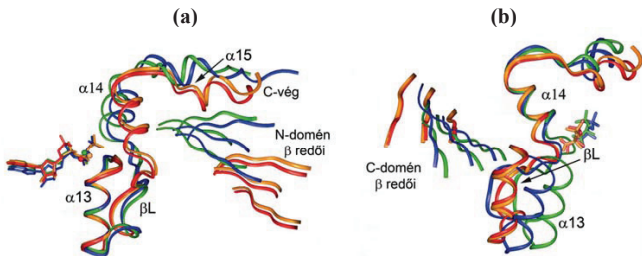 (a)
α15
α14
C-vég
N-domén
β redői
α13
βL
(b)
α14
C-domén
β redői
βL
α13